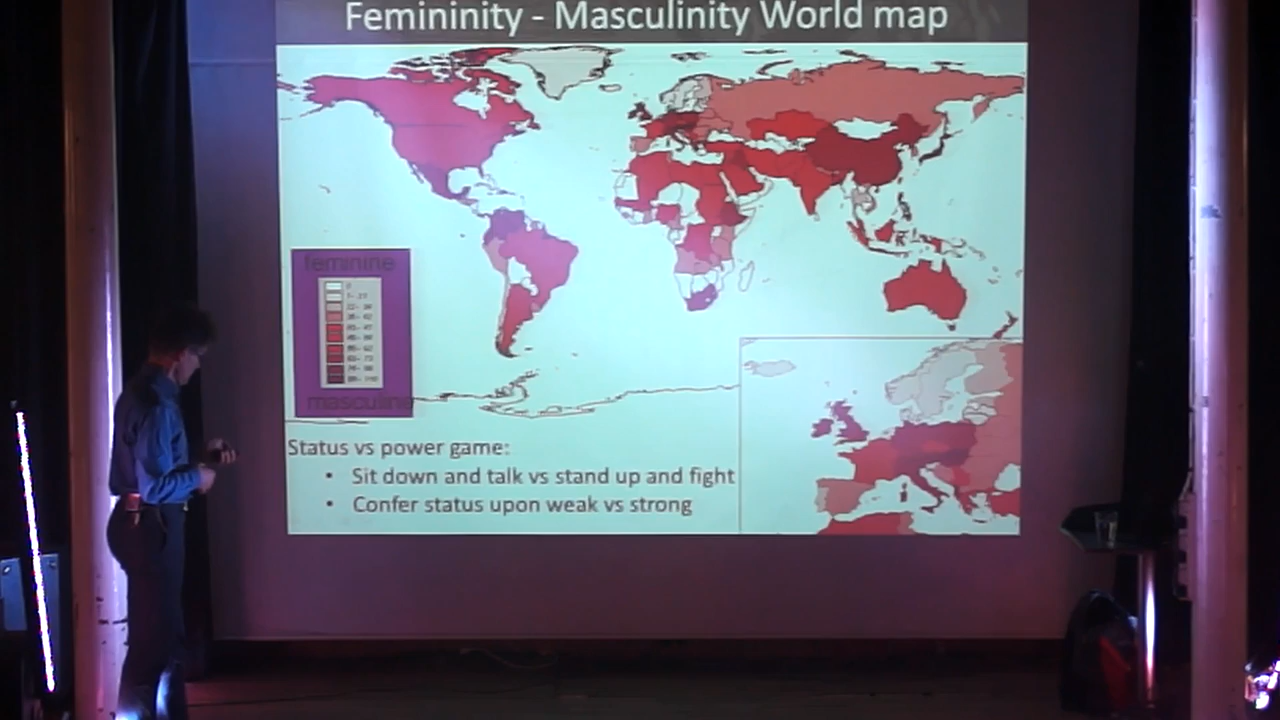 Femininity - Masculinity World map
feminine
masculine
Status vs power game:
• Sit down and talk vs stand up and fight
• Confer status upon weak vs strong